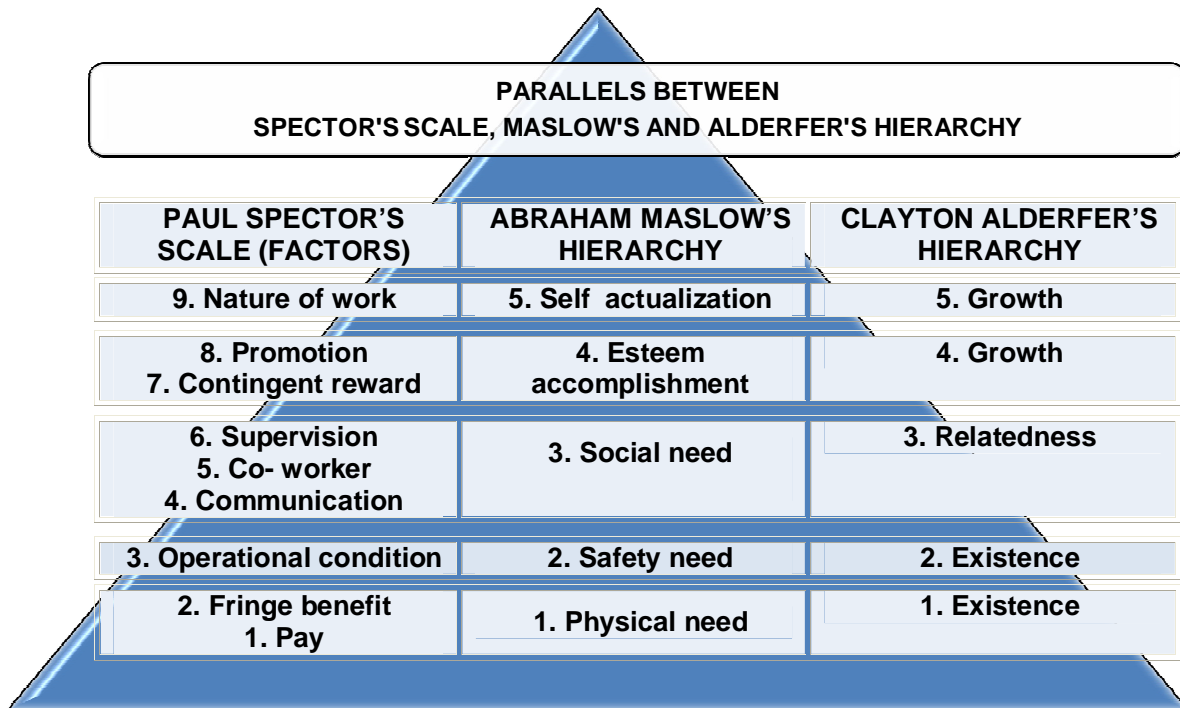 PARALLELS BETWEEN
SPECTOR'S SCALE, MASLOW'S AND ALDERFER'S HIERARCHY
PAUL SPECTOR’S
SCALE (FACTORS)
ABRAHAM MASLOW’S
HIERARCHY
CLAYTON ALDERFER’S
HIERARCHY
9. Nature of work
5. Self actualization
5. Growth
8. Promotion
7. Contingent reward
4. Esteem
accomplishment
4. Growth
6. Supervision
5. Co- worker
4. Communication
3. Social need
3. Relatedness
3. Operational condition
2. Safety need
2. Existence
2. Fringe benefit
1. Pay
1. Physical need
1. Existence